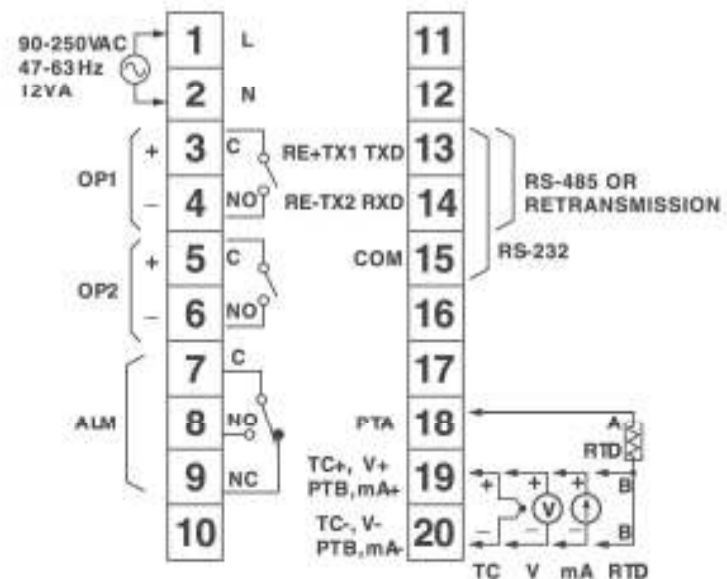 90-250VAC
47-63Hz
12VA
1 L
2 N
OP1
+ 3 C
- 4 NO
OP2
+ 5 C
- 6 NO
ALM
7 C
8 NO
9 NC
10
11
12
RE+TX1 TXD 13
RE-TX2 RXD 14
COM 15
RS-485 OR
RETRANSMISSION
RS-232
16
17
PTA 18
A
RTD
TC+, V+
PTB,mA+ 19
+ + + B
V
TC-, V-
PTB,mA- 20
- - - B
TC V mA RTD